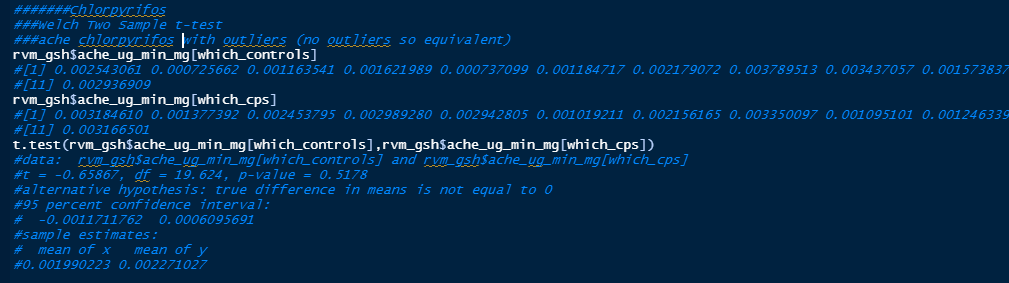 #######Chlorpyrifos
###Welch Two Sample t-test
###ache chlorpyrifos with outliers (no outliers so equivalent)
rvm_gsh$ache_ug_min_mg[which_controls]
#[1] 0.002543061 0.000725662 0.001163541 0.001621989 0.000737099 0.001184717 0.002179072 0.003789513 0.003437057 0.001573837
#[11] 0.002936909
rvm_gsh$ache_ug_min_mg[which_cps]
#[1] 0.003184610 0.001377392 0.002453795 0.002989280 0.002942805 0.001019211 0.002156165 0.003350097 0.001095101 0.001246339
#[11] 0.003166501
t.test(rvm_gsh$ache_ug_min_mg[which_controls],rvm_gsh$ache_ug_min_mg[which_cps])
#data:  rvm_gsh$ache_ug_min_mg[which_controls] and rvm_gsh$ache_ug_min_mg[which_cps]
#t = -0.65867, df = 19.624, p-value = 0.5178
#alternative hypothesis: true difference in means is not equal to 0
#95 percent confidence interval:
#  -0.0011711762  0.0006095691
#sample estimates:
#  mean of x   mean of y
#0.001990223 0.002271027